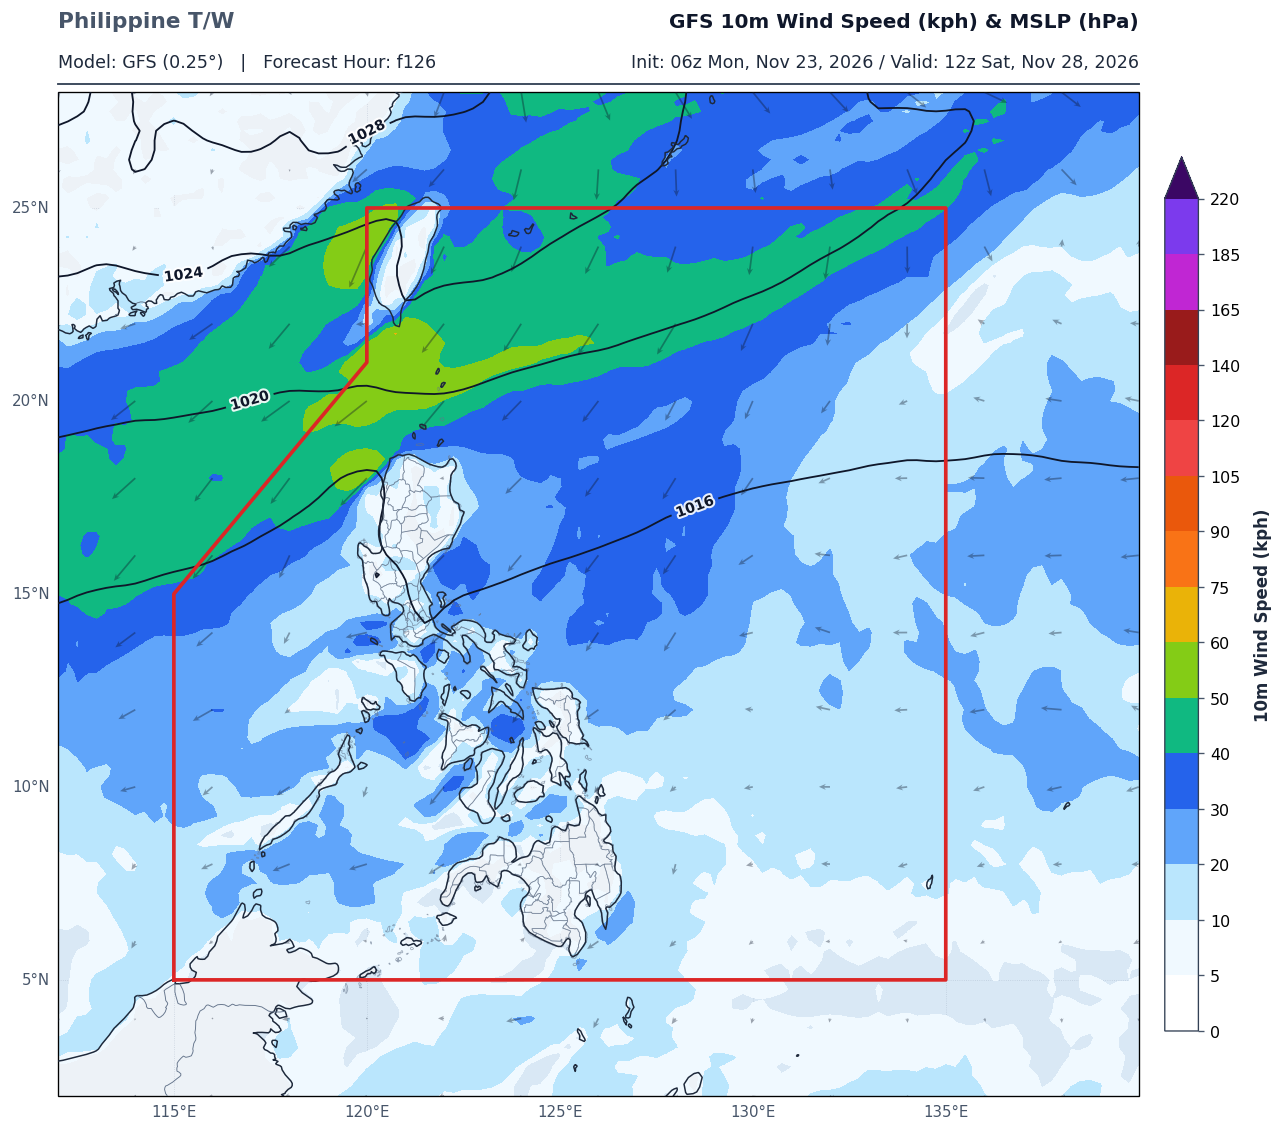 Philippine T/W
GFS 10m Wind Speed (kph) & MSLP (hPa)
Model: GFS (0.25°) | Forecast Hour: f126
Init: 06z Mon, Nov 23, 2026 / Valid: 12z Sat, Nov 28, 2026
1028
1024
1020
1016
25°N
20°N
15°N
10°N
5°N
115°E
120°E
125°E
130°E
135°E
220
185
165
140
120
105
90
75
60
50
40
30
20
10
5
0
10m Wind Speed (kph)